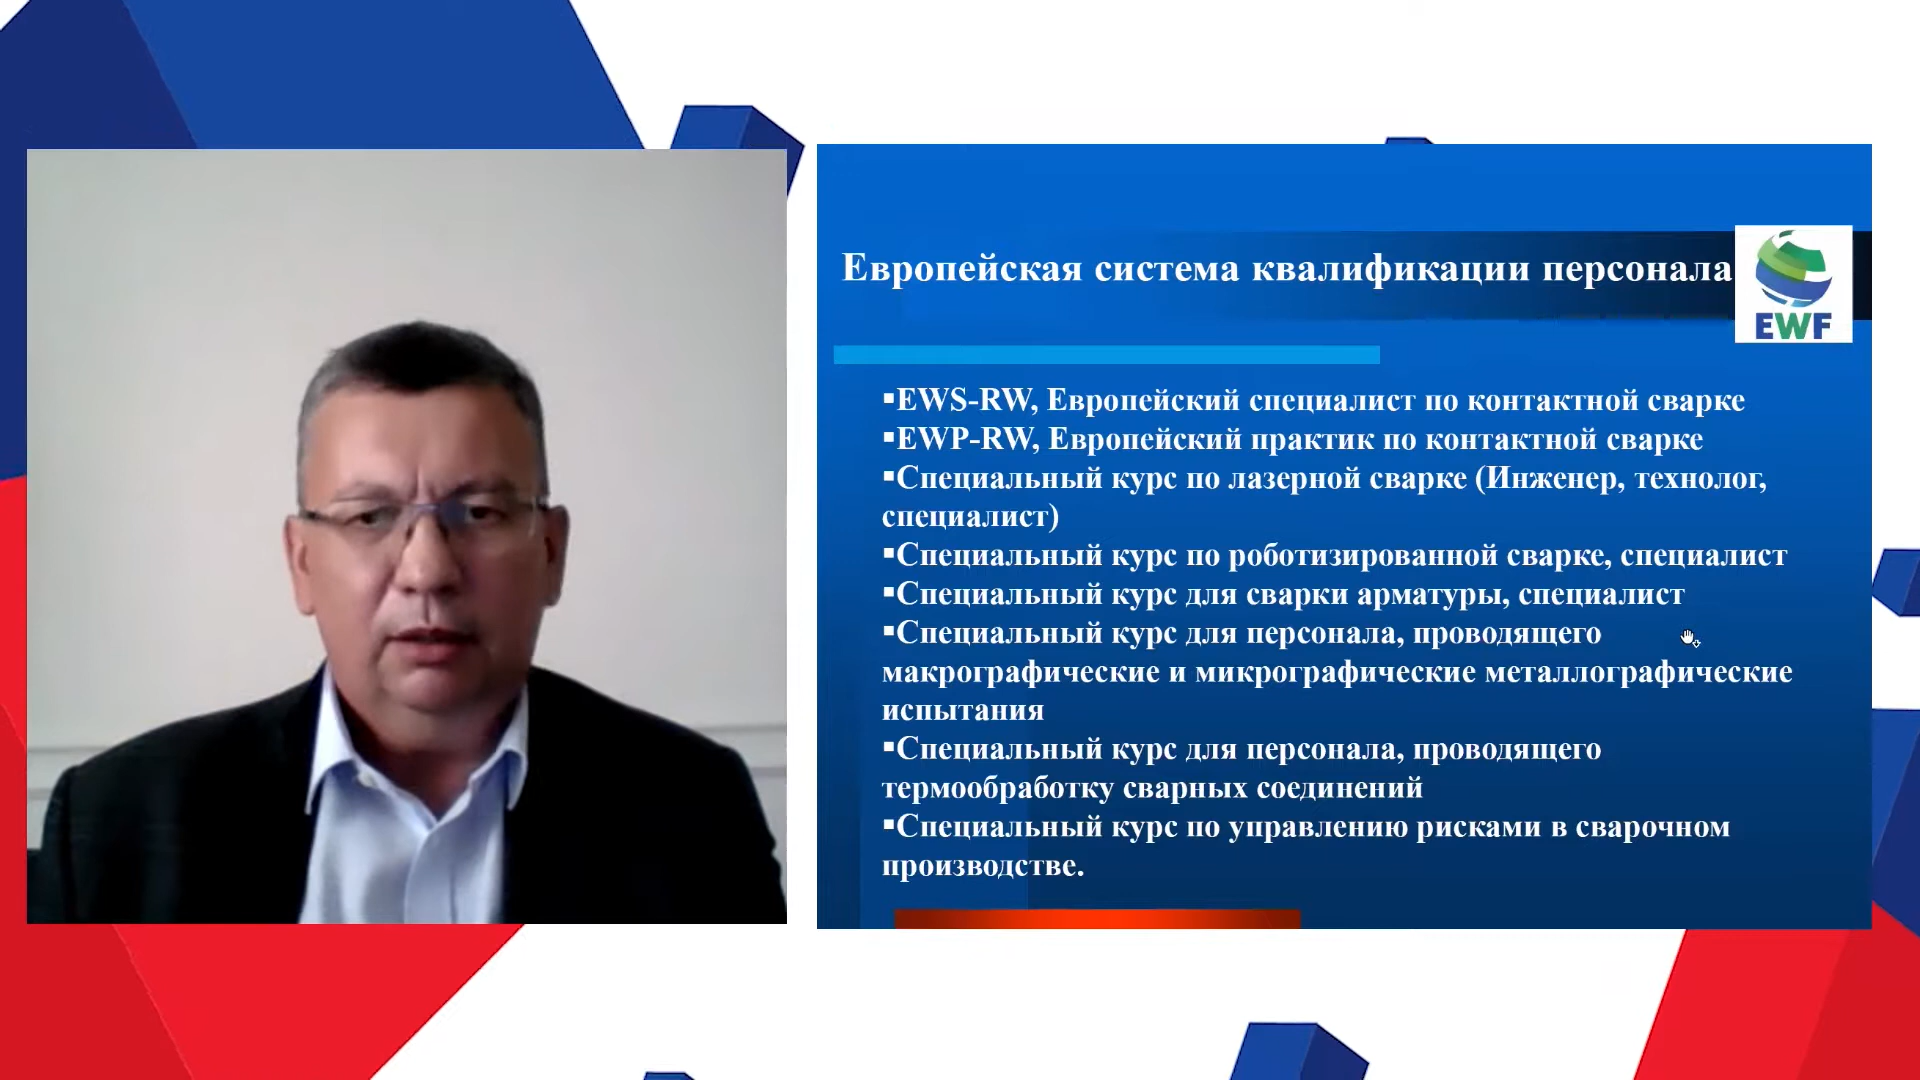 Европейская система квалификации персонала
EWF
▪EWS-RW, Европейский специалист по контактной сварке
▪EWP-RW, Европейский практик по контактной сварке
▪Специальный курс по лазерной сварке (Инженер, технолог,
специалист)
▪Специальный курс по роботизированной сварке, специалист
▪Специальный курс для сварки арматуры, специалист
▪Специальный курс для персонала, проводящего
макрографические и микрографические металлографические
испытания
▪Специальный курс для персонала, проводящего
термообработку сварных соединений
▪Специальный курс по управлению рисками в сварочном
производстве.